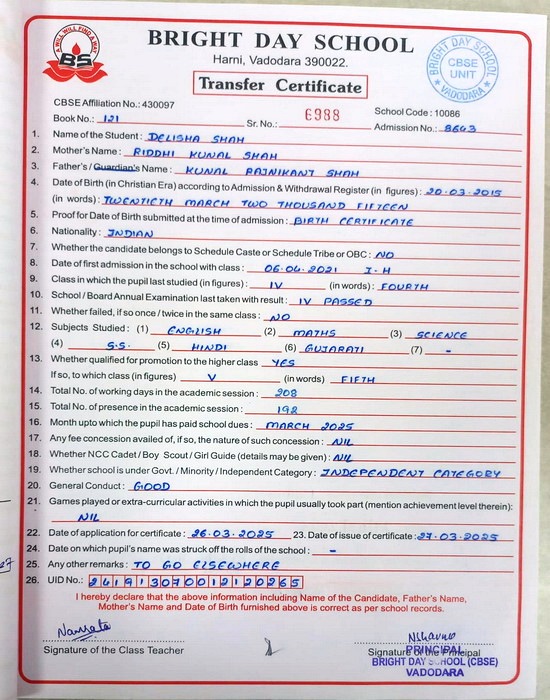 A WILL WILL FIND A WAY
BS
BRIGHT DAY SCHOOL
Harni, Vadodara 390022.
Transfer Certificate
BRIGHT DAY SCHOOL
CBSE
UNIT
VADODARA
CBSE Affiliation No.: 430097
School Code : 10086
Book No.: 121 Sr. No.: 6988 Admission No.: 8643
1. Name of the Student : DELISHA SHAH
2. Mother's Name : RIDDHI KUNAL SHAH
3. Father's / Guardian's Name : KUNAL RAJNIKANT SHAH
4. Date of Birth (in Christian Era) according to Admission & Withdrawal Register (in figures) : 20.03.2015
(in words) : TWENTIETH MARCH TWO THOUSAND FIFTEEN
5. Proof for Date of Birth submitted at the time of admission : BIRTH CERTIFICATE
6. Nationality : INDIAN
7. Whether the candidate belongs to Schedule Caste or Schedule Tribe or OBC : NO
8. Date of first admission in the school with class : 06.04.2021 I-H
9. Class in which the pupil last studied (in figures) : IV (in words) : FOURTH
10. School / Board Annual Examination last taken with result : IV PASSED
11. Whether failed, if so once / twice in the same class : NO
12. Subjects Studied : (1) ENGLISH (2) MATHS (3) SCIENCE
(4) S.S. (5) HINDI (6) GUJARATI (7) -
13. Whether qualified for promotion to the higher class YES
If so, to which class (in figures) V (in words) FIFTH
14. Total No. of working days in the academic session : 208
15. Total No. of presence in the academic session : 192
16. Month upto which the pupil has paid school dues : MARCH 2025
17. Any fee concession availed of, if so, the nature of such concession : NIL
18. Whether NCC Cadet / Boy Scout / Girl Guide (details may be given) : NIL
19. Whether school is under Govt. / Minority / Independent Category : INDEPENDENT CATEGORY
20. General Conduct : GOOD
21. Games played or extra-curricular activities in which the pupil usually took part (mention achievement level therein):
NIL
22. Date of application for certificate : 26.03.2025 23. Date of issue of certificate : 27.03.2025
24. Date on which pupil's name was struck off the rolls of the school : -
25. Any other remarks : TO GO ELSEWHERE
26. UID No.: 241913070012120265
I hereby declare that the above information including Name of the Candidate, Father's Name,
Mother's Name and Date of Birth furnished above is correct as per school records.
Namrata
Signature of the Class Teacher
Signature of the Principal
PRINCIPAL
BRIGHT DAY SCHOOL (CBSE)
VADODARA